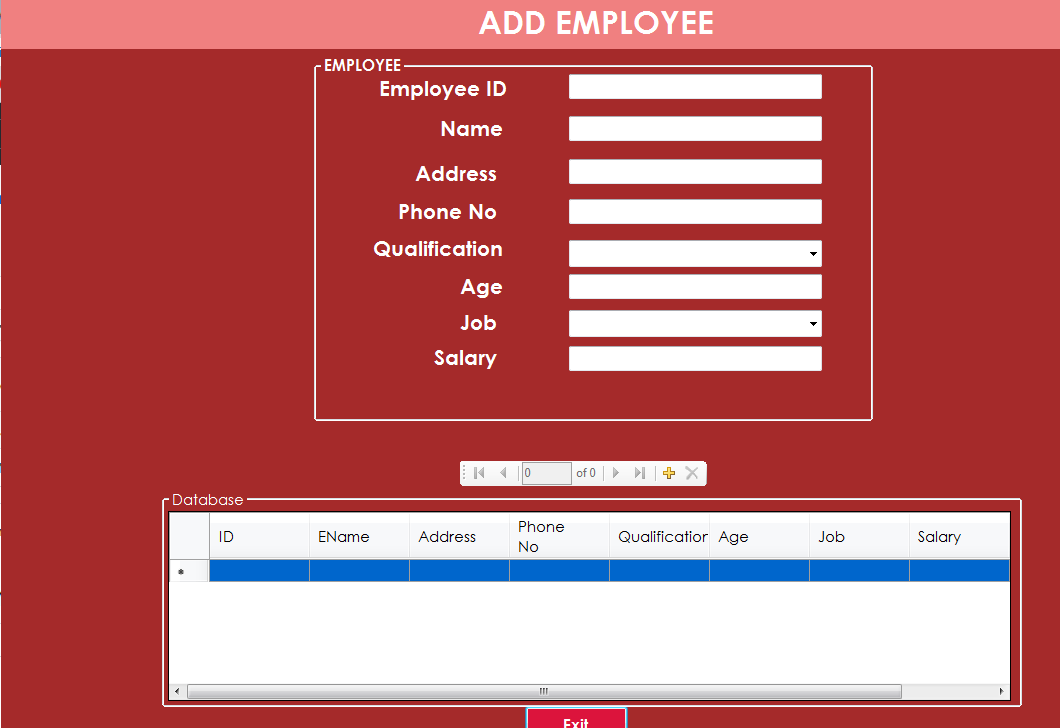 ADD EMPLOYEE
EMPLOYEE
Employee ID
Name
Address
Phone No
Qualification
Age
Job
Salary
0 of 0
Database
ID EName Address Phone No Qualification Age Job Salary
Exit